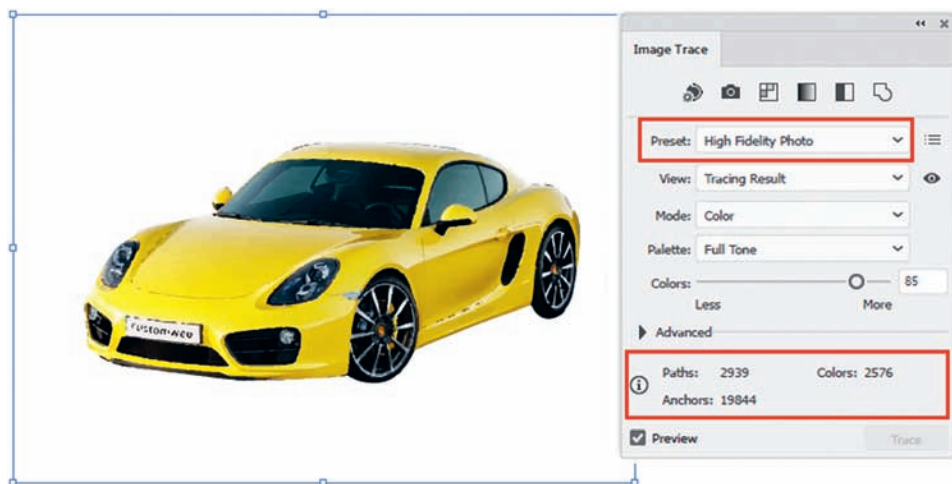 Image Trace
Preset: High Fidelity Photo
View: Tracing Result
Mode: Color
Palette: Full Tone
Colors: 85
Less More
Advanced
Paths: 2939 Colors: 2576
Anchors: 19844
Preview Trace